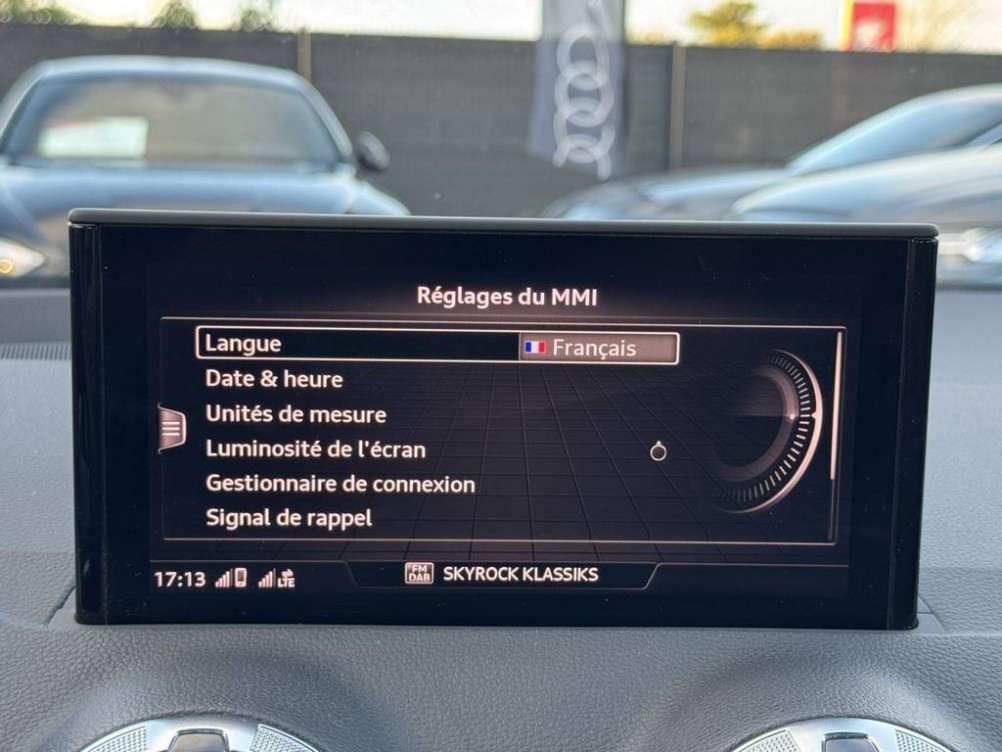 Réglages du MMI
Langue Français
Date & heure
Unités de mesure
Luminosité de l'écran
Gestionnaire de connexion
Signal de rappel
17:13 LTE FM DAB SKYROCK KLASSIKS